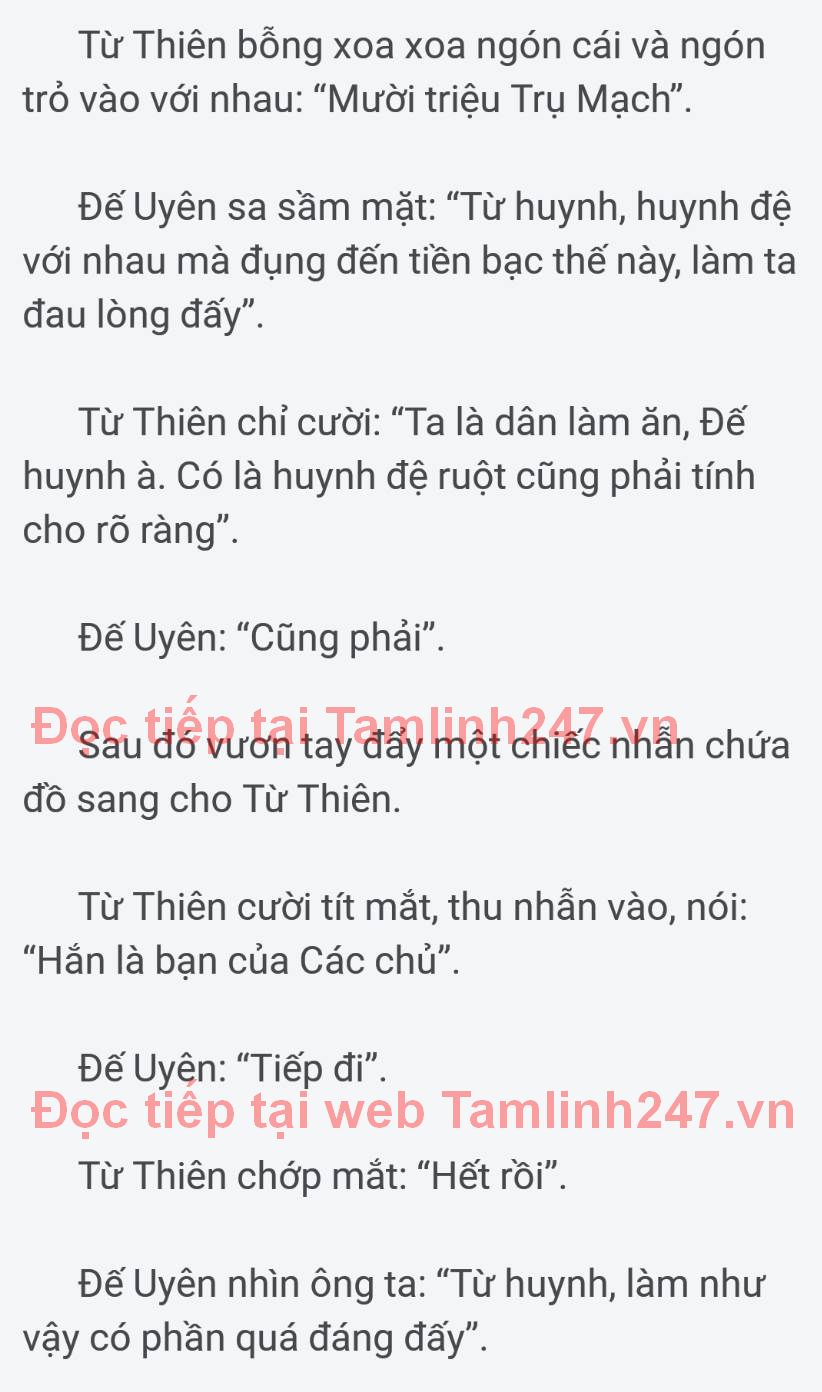 Từ Thiên bỗng xoa xoa ngón cái và ngón
trỏ vào với nhau: “Mười triệu Trụ Mạch”.
Đế Uyên sa sầm mặt: “Từ huynh, huynh đệ
với nhau mà đụng đến tiền bạc thế này, làm ta
đau lòng đấy”.
Từ Thiên chỉ cười: “Ta là dân làm ăn, Đế
huynh à. Có là huynh đệ ruột cũng phải tính
cho rõ ràng”.
Đế Uyên: “Cũng phải”.
Đọc tiếp tại Tamlinh247.vn
Sau đó vươn tay đẩy một chiếc nhẫn chứa
đồ sang cho Từ Thiên.
Từ Thiên cười tít mắt, thu nhẫn vào, nói:
“Hắn là bạn của Các chủ”.
Đế Uyên: “Tiếp đi”.
Đọc tiếp tại web Tamlinh247.vn
Từ Thiên chớp mắt: “Hết rồi”.
Đế Uyên nhìn ông ta: “Từ huynh, làm như
vậy có phần quá đáng đấy”.